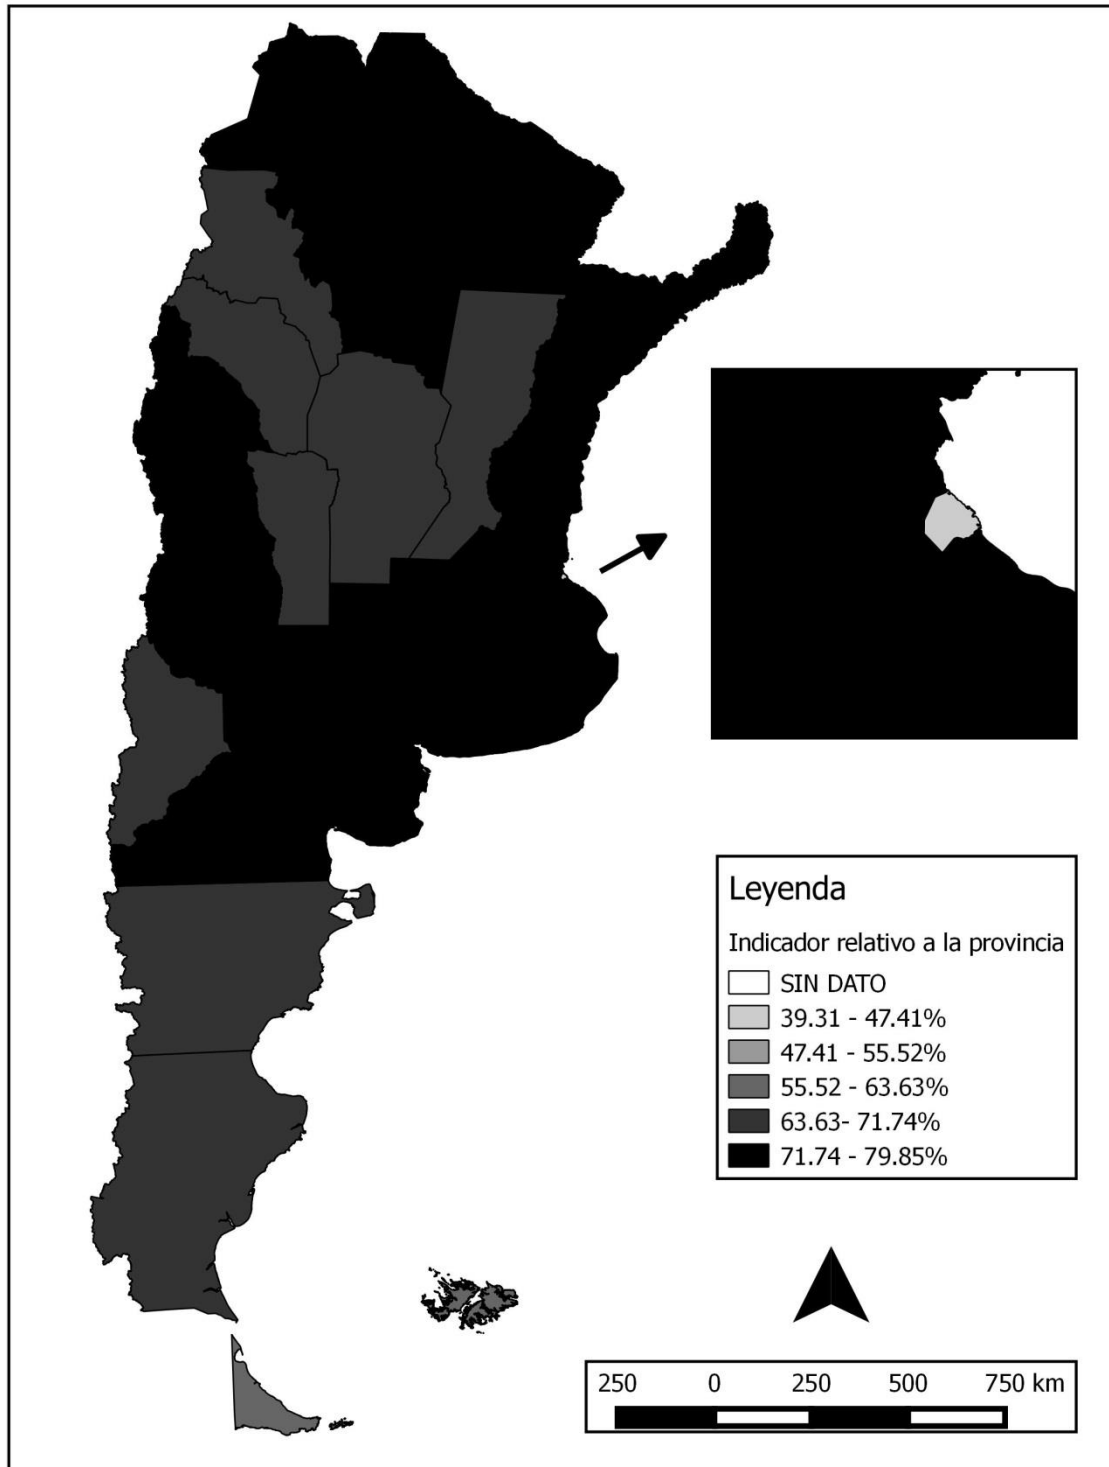 Leyenda
Indicador relativo a la provincia
SIN DATO
39.31 - 47.41%
47.41 - 55.52%
55.52 - 63.63%
63.63- 71.74%
71.74 - 79.85%
250 0 250 500 750 km